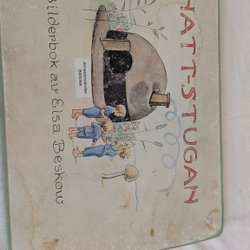 HATT-STUGAN
Bilderbok av Elsa Beskow